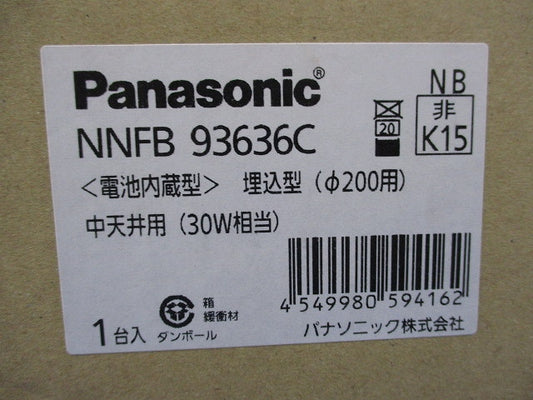 Panasonic®
NB
NNFB 93636C
20
非
K15
<電池内蔵型> 埋込型(φ200用)
中天井用(30W相当)
4 549980 594162
箱
緩衝材
1台入
ダンボール
パナソニック株式会社